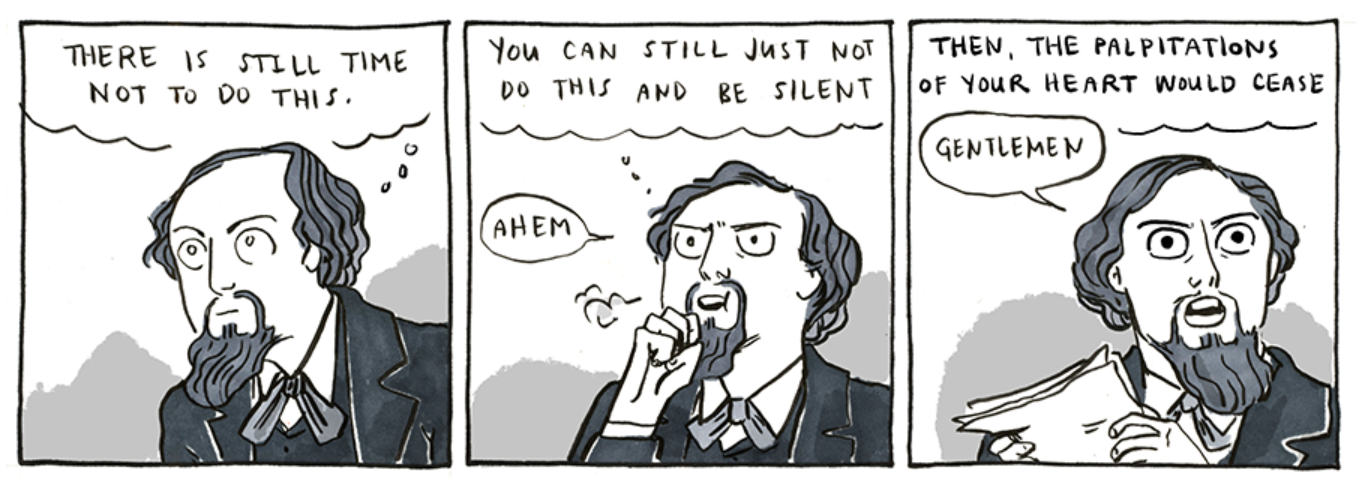 THERE IS STILL TIME
NOT TO DO THIS.
YOU CAN STILL JUST NOT
DO THIS AND BE SILENT
AHEM
THEN, THE PALPITATIONS
OF YOUR HEART WOULD CEASE
GENTLEMEN